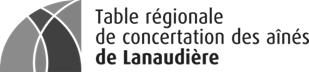 Table régionale
de concertation des aînés
de Lanaudière